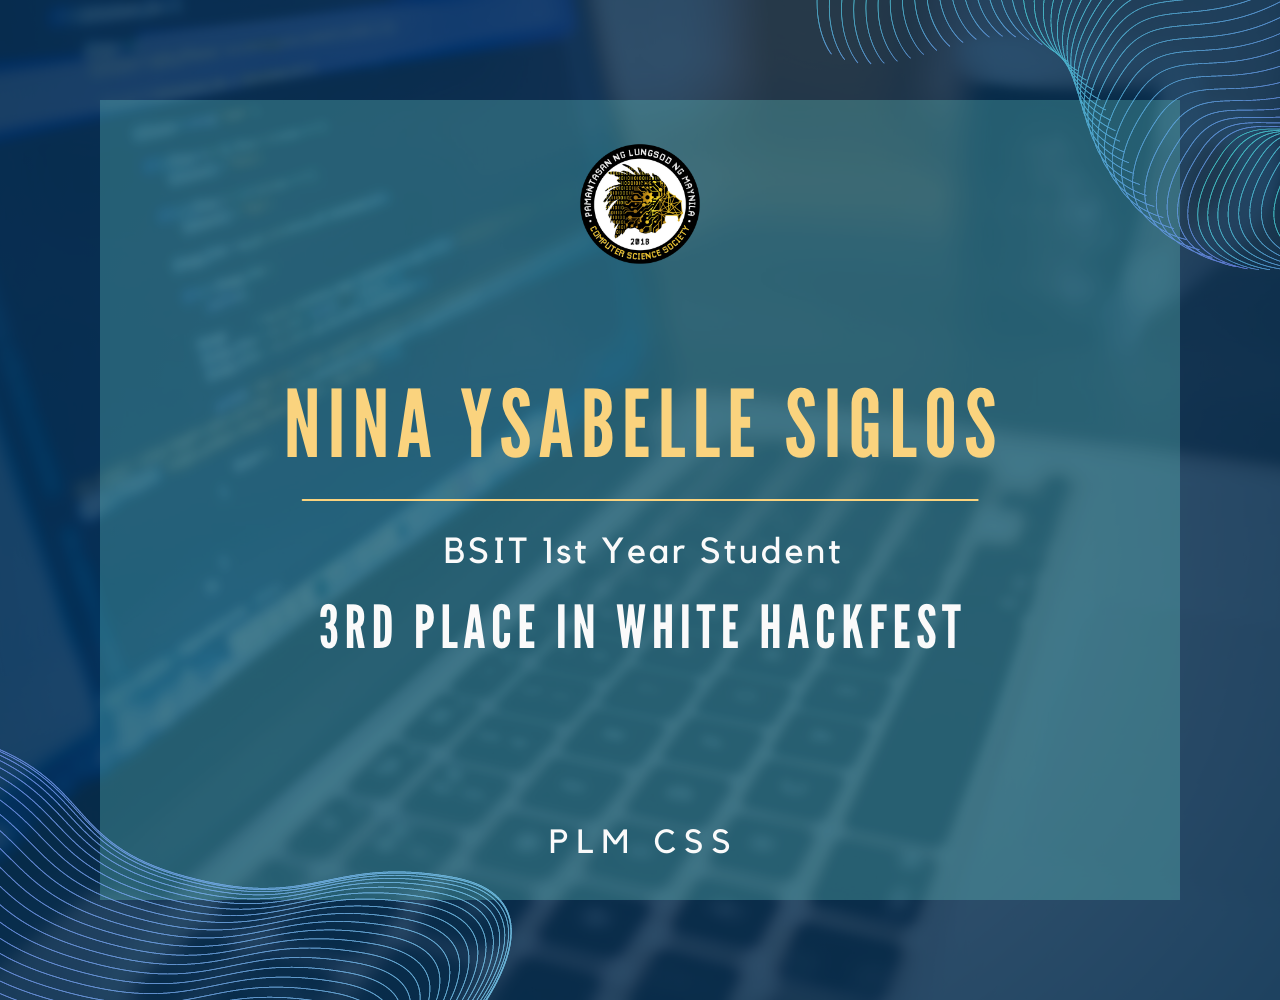 PAMANTASAN NG LUNGSOD NG MAYNILA
2018
COMPUTER SCIENCE SOCIETY
NINA YSABELLE SIGLOS
BSIT 1st Year Student
3RD PLACE IN WHITE HACKFEST
PLM CSS